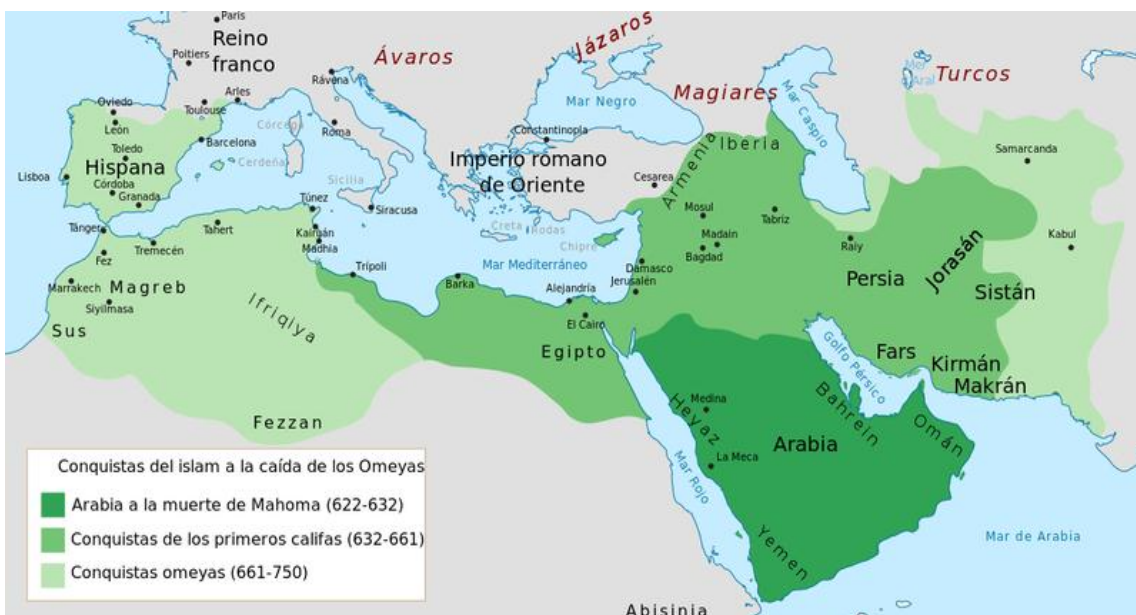 París
Reino
franco
Poitiers
Ávaros
Jázaros
Magiares
Turcos
Mar
d'Aral
Mar Caspio
Mar Negro
Rávena
Arles
Toulouse
Oviedo
León
Barcelona
Toledo
Hispana
Lisboa
Córdoba
Granada
Córcega
Cerdeña
Roma
Sicilia
Siracusa
Constantinopla
Imperio romano
de Oriente
Cesarea
Armenia
Iberia
Samarcanda
Kabul
Mosul
Tabriz
Madain
Bagdad
Raiy
Jorasán
Persia
Sistán
Tánger
Fez
Tremecén
Tahert
Túnez
Kairuán
Madhia
Trípoli
Creta
Rodas
Chipre
Mar Mediterráneo
Barka
Alejandría
El Cairo
Damasco
Jerusalén
Marrakech
Magreb
Siyilmasa
Sus
Ifriqiya
Fezzan
Egipto
Fars
Kirmán
Makrán
Golfo Pérsico
Bahrein
Omán
Medina
Heyaz
Arabia
La Meca
Mar Rojo
Yemen
Mar de Arabia
Abisinia
Conquistas del islam a la caída de los Omeyas
Arabia a la muerte de Mahoma (622-632)
Conquistas de los primeros califas (632-661)
Conquistas omeyas (661-750)